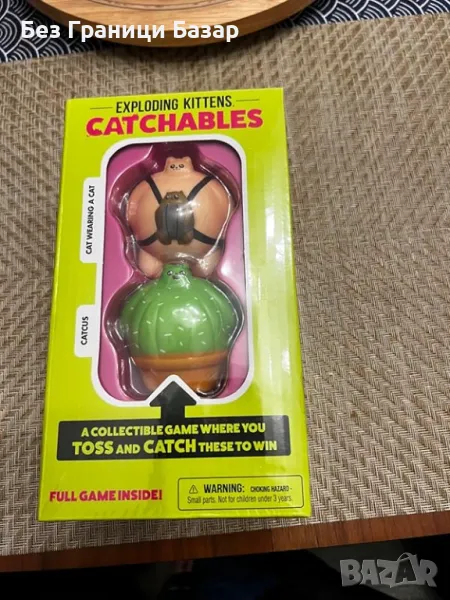 Без Граници Базар
EXPLODING KITTENS
CATCHABLES
CAT WEARING A CAT
CATCUS
A COLLECTIBLE GAME WHERE YOU
TOSS AND CATCH THESE TO WIN
FULL GAME INSIDE!
WARNING: CHOKING HAZARD -
Small parts. Not for children under 3 years.
BAZAR